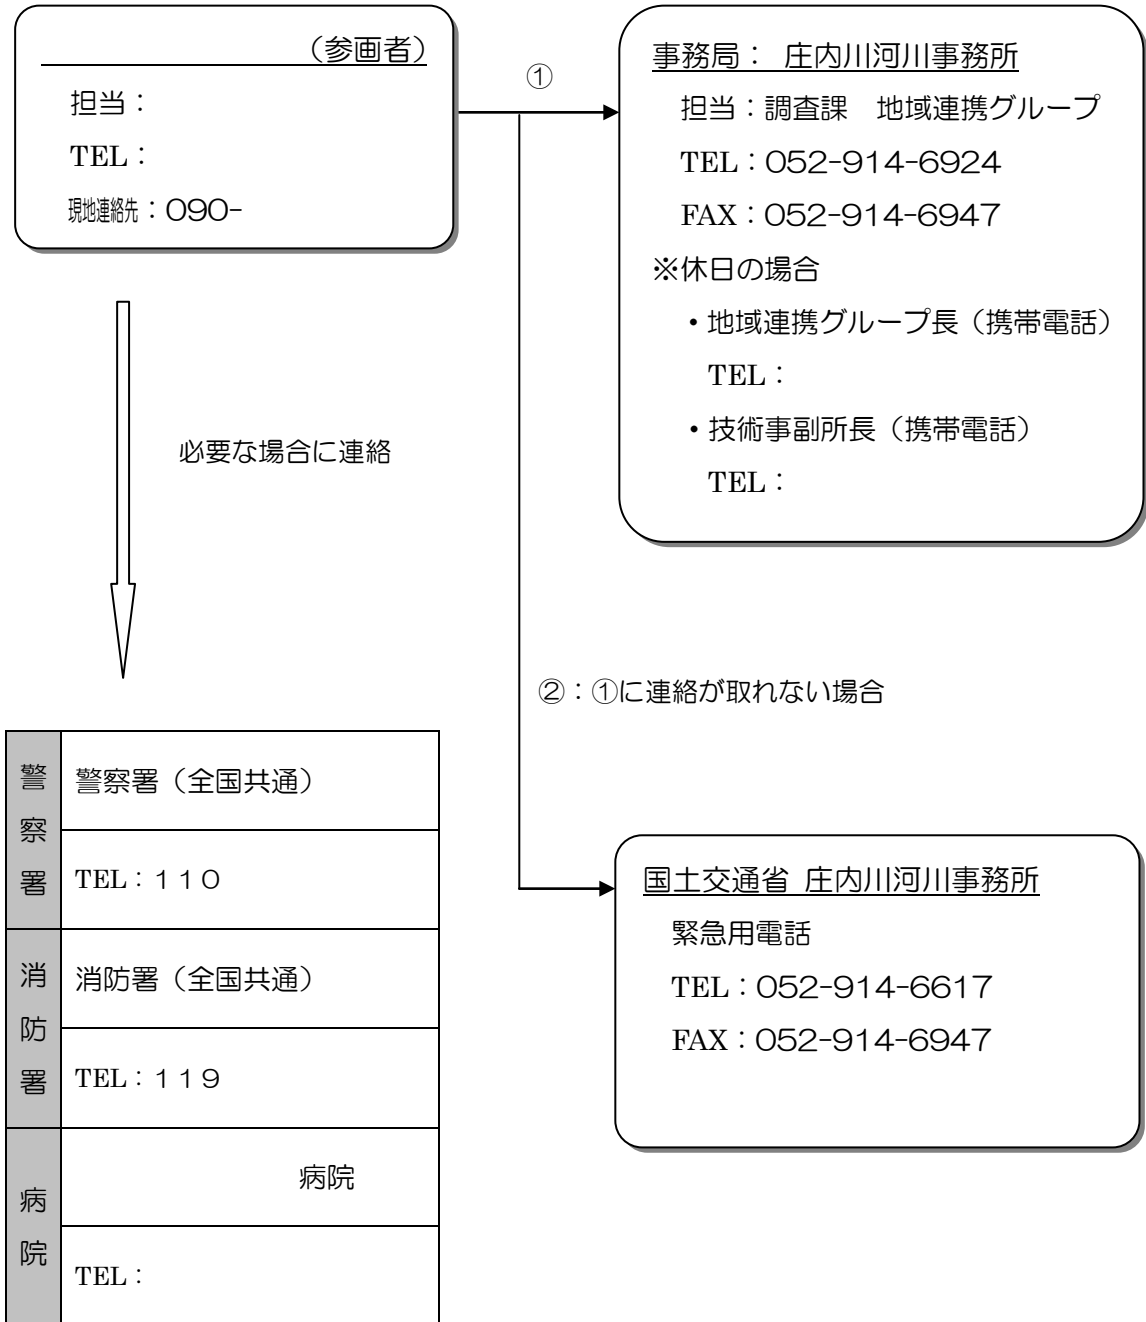 （参画者）
担当：
TEL：
現地連絡先：090-
①
事務局： 庄内川河川事務所
担当：調査課　地域連携グループ
TEL：052-914-6924
FAX：052-914-6947
※休日の場合
・地域連携グループ長（携帯電話）
TEL：
・技術事副所長（携帯電話）
TEL：
必要な場合に連絡
②：①に連絡が取れない場合
警察署
警察署（全国共通）
TEL：１１０
消防署
消防署（全国共通）
TEL：１１９
病院
病院
TEL：
国土交通省 庄内川河川事務所
緊急用電話
TEL：052-914-6617
FAX：052-914-6947